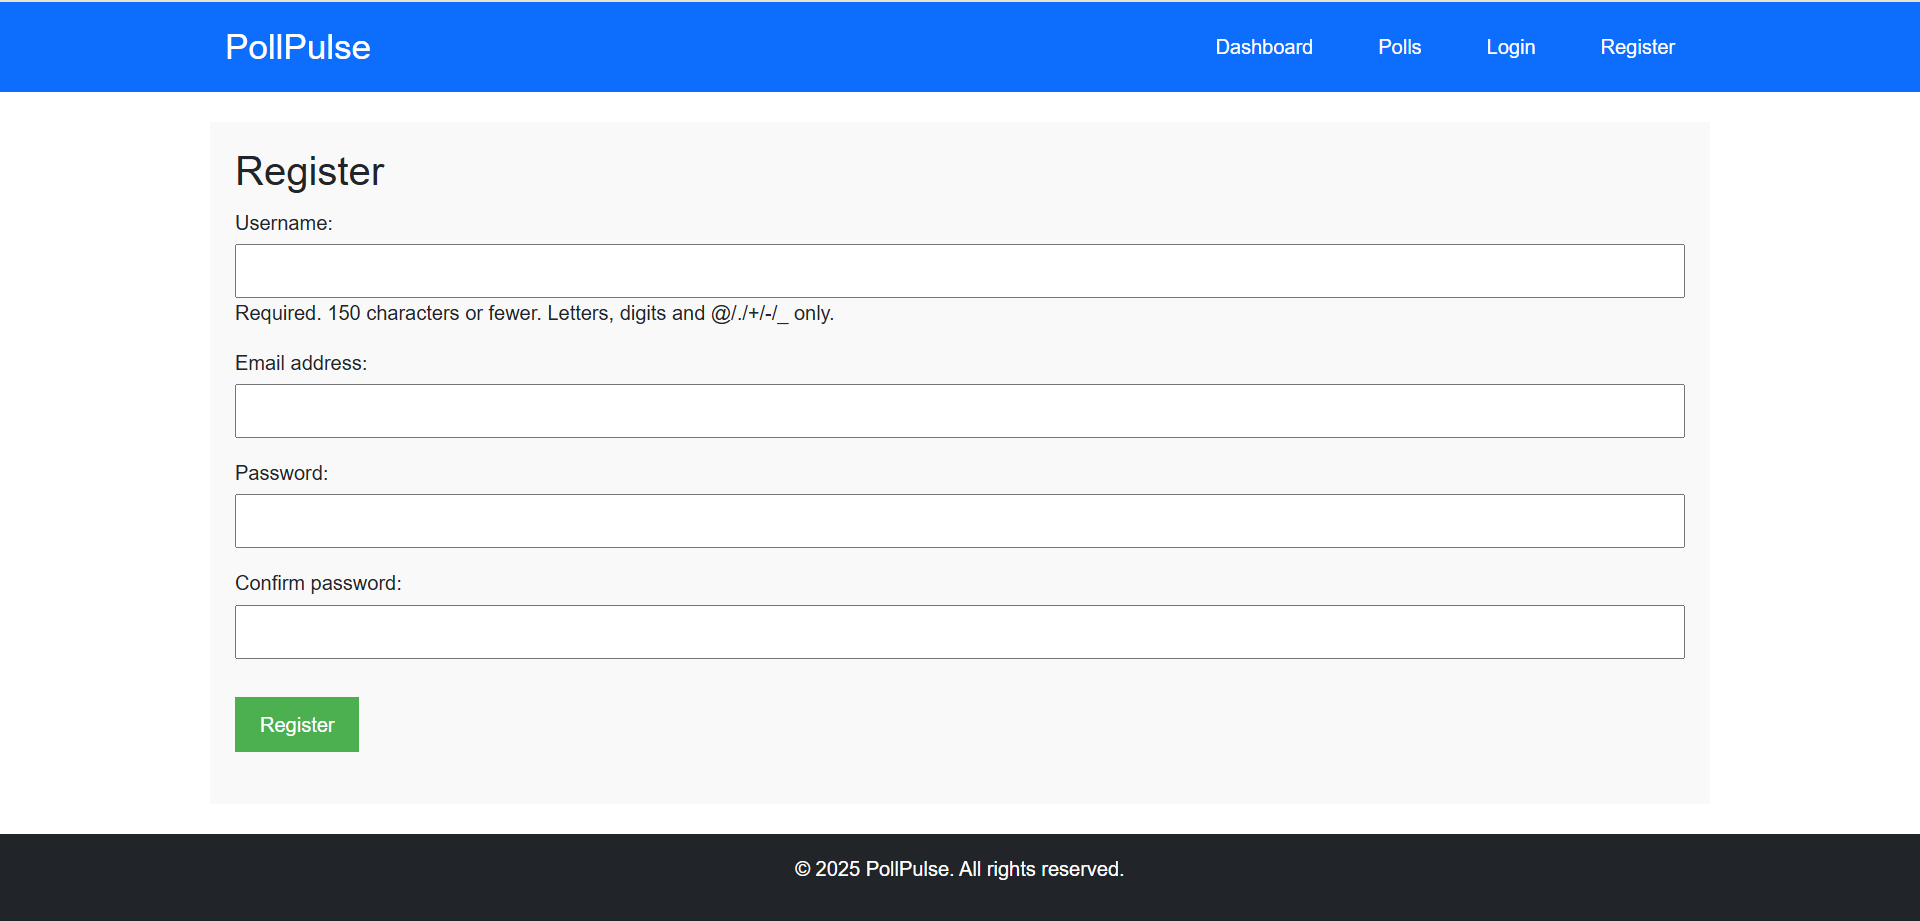 PollPulse
Dashboard Polls Login Register
Register
Username:
Required. 150 characters or fewer. Letters, digits and @/./+/-/_ only.
Email address:
Password:
Confirm password:
Register
© 2025 PollPulse. All rights reserved.